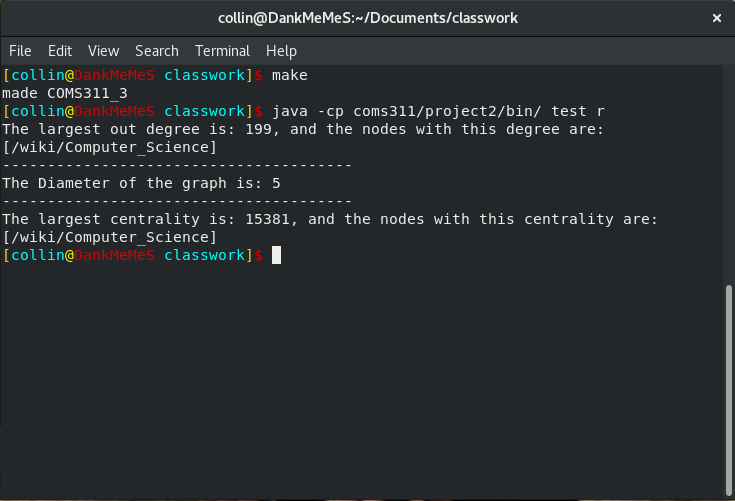 collin@DankMeMeS:~/Documents/classwork ×
File Edit View Search Terminal Help
[collin@DankMeMeS classwork]$ make
made COMS311_3
[collin@DankMeMeS classwork]$ java -cp coms311/project2/bin/ test r
The largest out degree is: 199, and the nodes with this degree are:
[/wiki/Computer_Science]
---------------------------------------
The Diameter of the graph is: 5
---------------------------------------
The largest centrality is: 15381, and the nodes with this centrality are:
[/wiki/Computer_Science]
[collin@DankMeMeS classwork]$